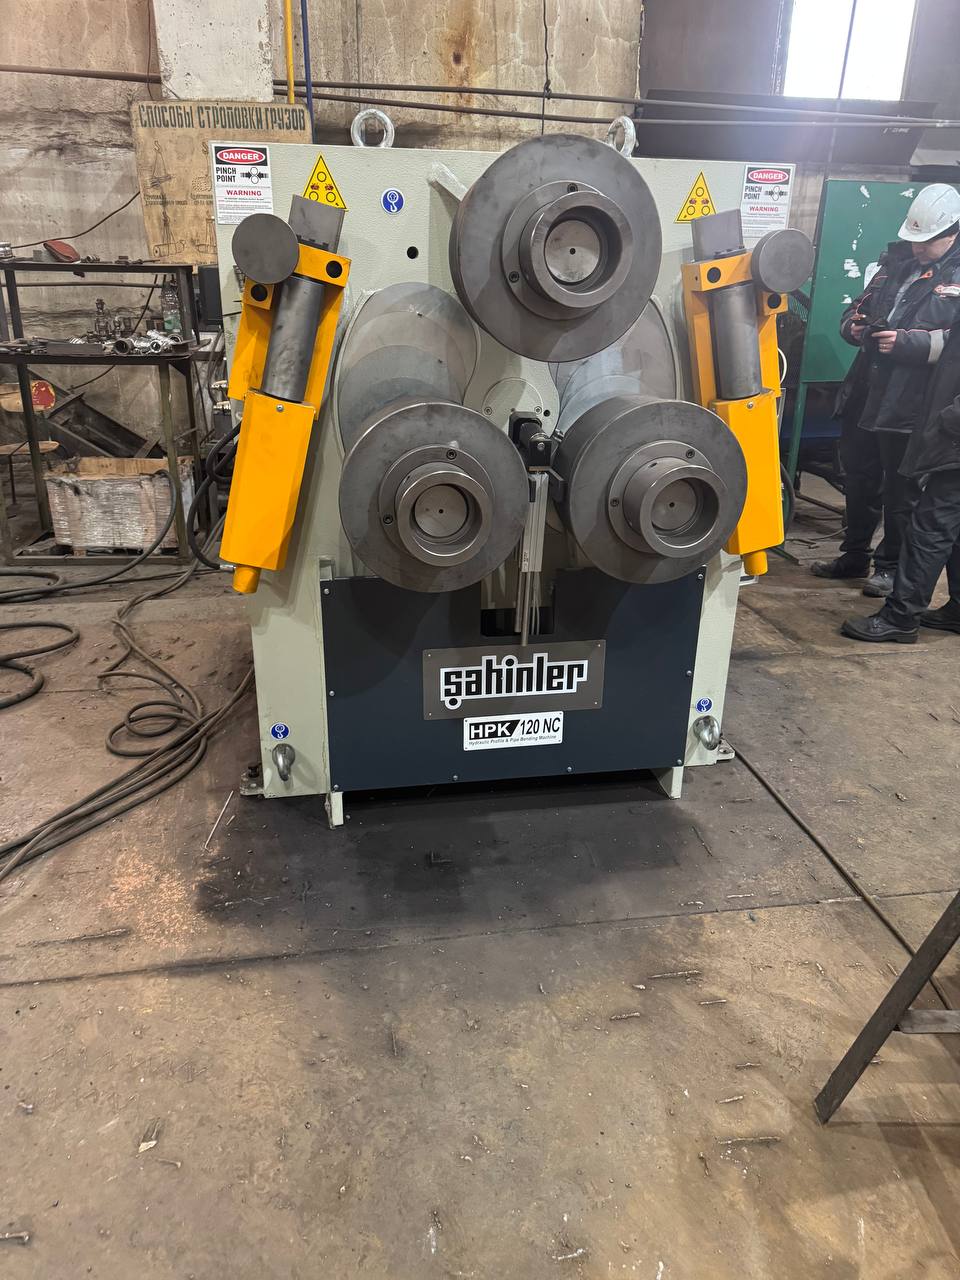 СПОСОБЫ СТРОПОВКИ ГРУЗОВ
DANGER
PINCH
POINT
WARNING
DANGER
PINCH
POINT
WARNING
şahinler
HPK 120 NC
Hydraulic Profile & Pipe Bending Machine